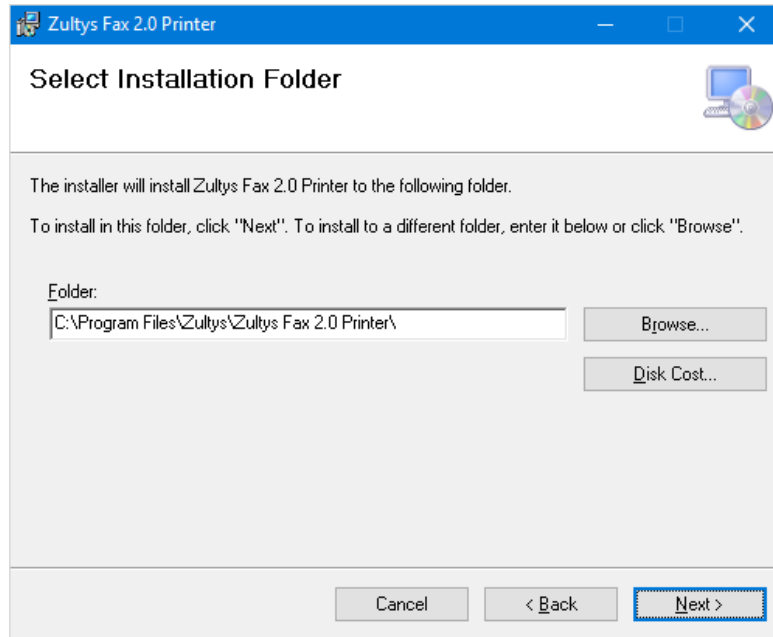 Zultys Fax 2.0 Printer
Select Installation Folder
The installer will install Zultys Fax 2.0 Printer to the following folder.
To install in this folder, click "Next". To install to a different folder, enter it below or click "Browse".
Folder:
C:\Program Files\Zultys\Zultys Fax 2.0 Printer\
Browse...
Disk Cost...
Cancel
< Back
Next >